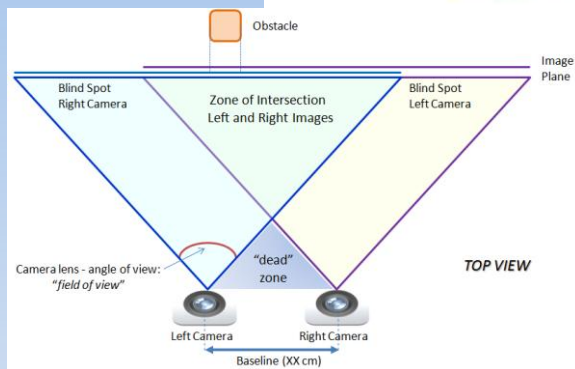 Obstacle
Image
Plane
Blind Spot
Right Camera
Zone of Intersection
Left and Right Images
Blind Spot
Left Camera
Camera lens - angle of view:
"field of view"
"dead"
zone
TOP VIEW
Left Camera
Right Camera
Baseline (XX cm)